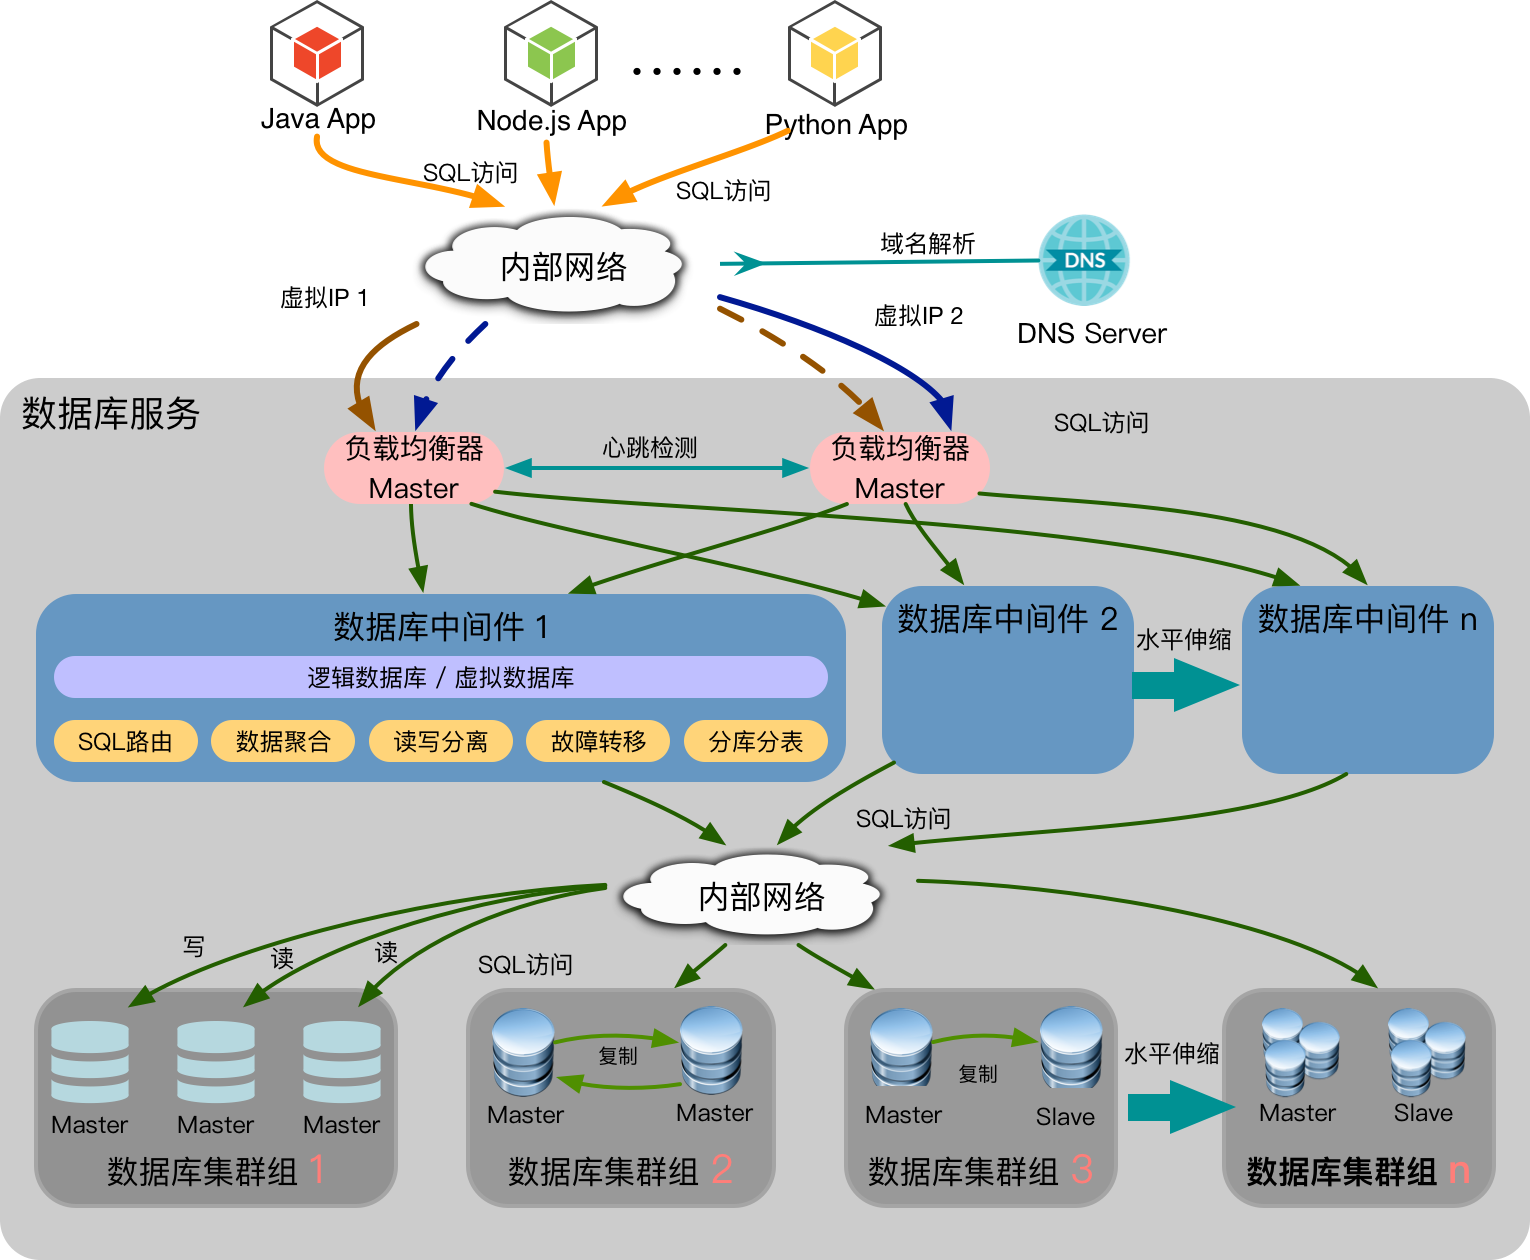 Java App
Node.js App
······
Python App
SQL访问
SQL访问
内部网络
域名解析
DNS
DNS Server
虚拟IP 1
虚拟IP 2
数据库服务
负载均衡器
Master
心跳检测
负载均衡器
Master
SQL访问
数据库中间件 1
逻辑数据库 / 虚拟数据库
SQL路由
数据聚合
读写分离
故障转移
分库分表
数据库中间件 2
水平伸缩
数据库中间件 n
SQL访问
内部网络
写
读
读
SQL访问
Master
Master
Master
数据库集群组 1
复制
Master
Master
数据库集群组 2
复制
Master
Slave
数据库集群组 3
水平伸缩
Master
Slave
数据库集群组 n